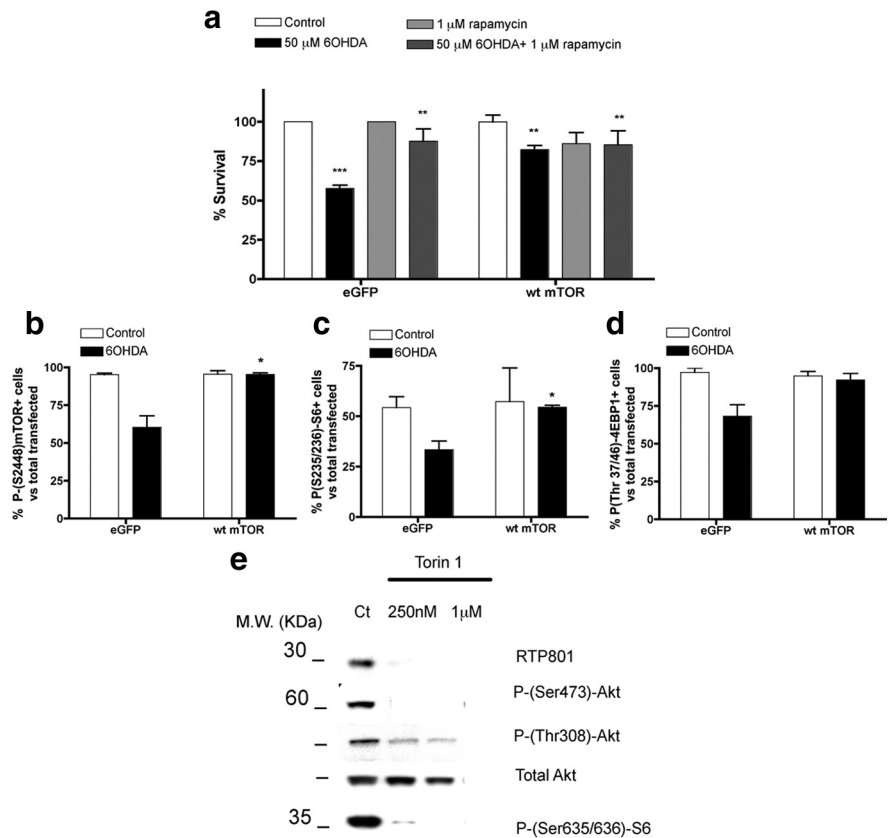 a
Control
1 μM rapamycin
50 μM 6OHDA
50 μM 6OHDA+ 1 μM rapamycin
% Survival
100
75
50
25
0
***
**
**
**
eGFP
wt mTOR
b
Control
6OHDA
% P-(S2448)mTOR+ cells
vs total transfected
100
75
50
25
0
*
eGFP
wt mTOR
c
Control
6OHDA
% P(S235/236)-S6+ cells
vs total transfected
75
50
25
0
*
eGFP
wt mTOR
d
Control
6OHDA
% P(Thr 37/46)-4EBP1+ cells
vs total transfected
100
75
50
25
0
eGFP
wt mTOR
e
Torin 1
M.W. (KDa)
Ct
250nM
1μM
30
RTP801
P-(Ser473)-Akt
60
P-(Thr308)-Akt
Total Akt
35
P-(Ser635/636)-S6